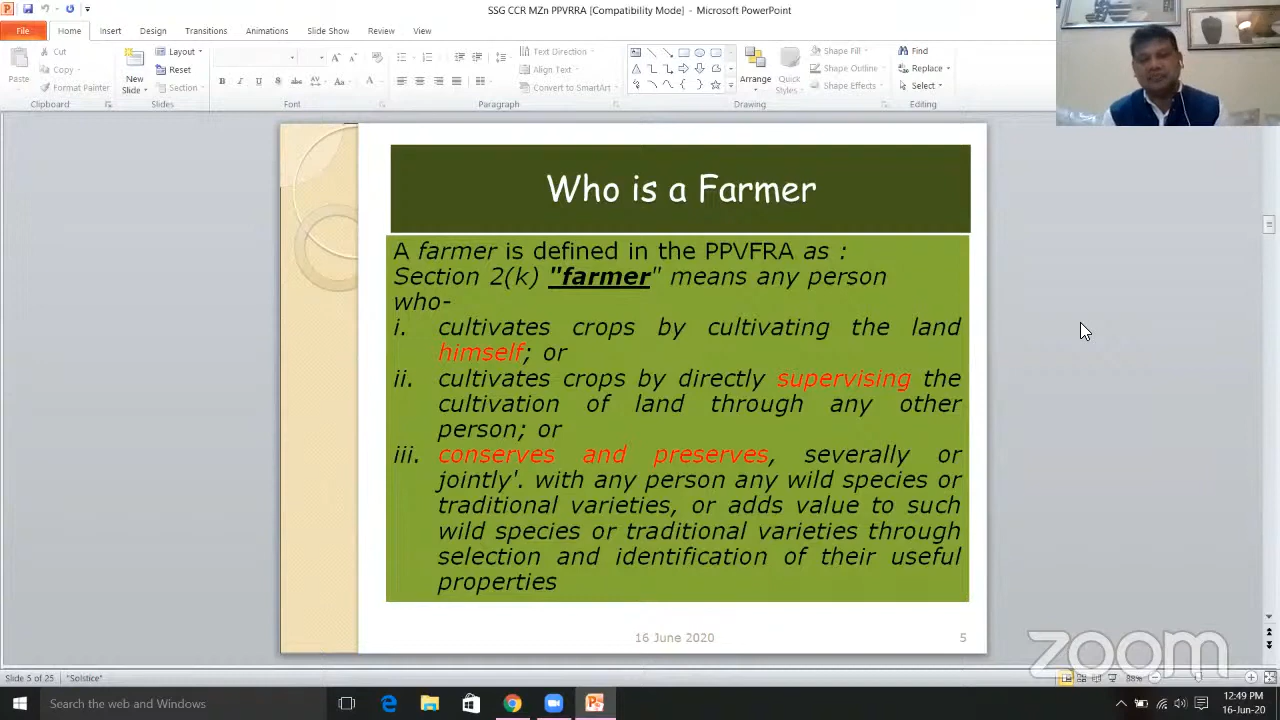 SSG CCR MZn PPVRRA [Compatibility Mode] - Microsoft PowerPoint
File Home Insert Design Transitions Animations Slide Show Review View
Paste
Cut
Copy
Format Painter
Clipboard
New Slide
Layout
Reset
Section
Slides
Font
Text Direction
Align Text
Convert to SmartArt
Paragraph
Arrange
Quick Styles
Shape Fill
Shape Outline
Shape Effects
Drawing
Find
Replace
Select
Editing
Who is a Farmer
A farmer is defined in the PPVFRA as :
Section 2(k) "farmer" means any person
who-
i. cultivates crops by cultivating the land
himself; or
ii. cultivates crops by directly supervising the
cultivation of land through any other
person; or
iii. conserves and preserves, severally or
jointly'. with any person any wild species or
traditional varieties, or adds value to such
wild species or traditional varieties through
selection and identification of their useful
properties
16 June 2020 5
zoom
Slide 5 of 25 "Solstice" 88%
Search the web and Windows
12:49 PM
16-Jun-20